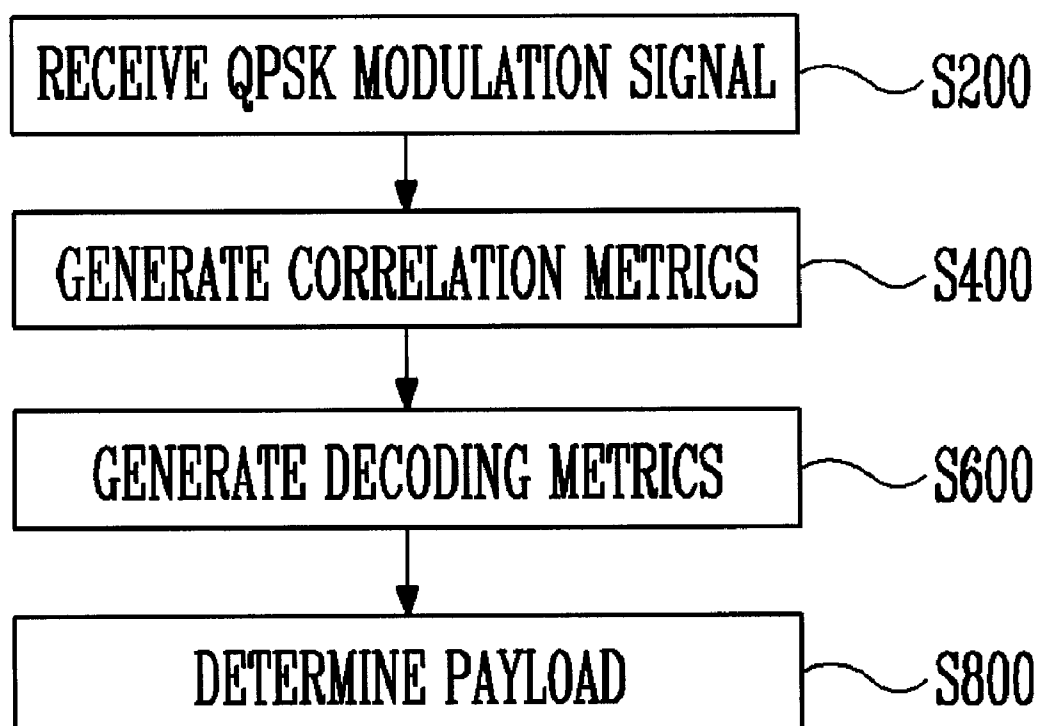 RECEIVE QPSK MODULATION SIGNAL S200
GENERATE CORRELATION METRICS S400
GENERATE DECODING METRICS S600
DETERMINE PAYLOAD S800